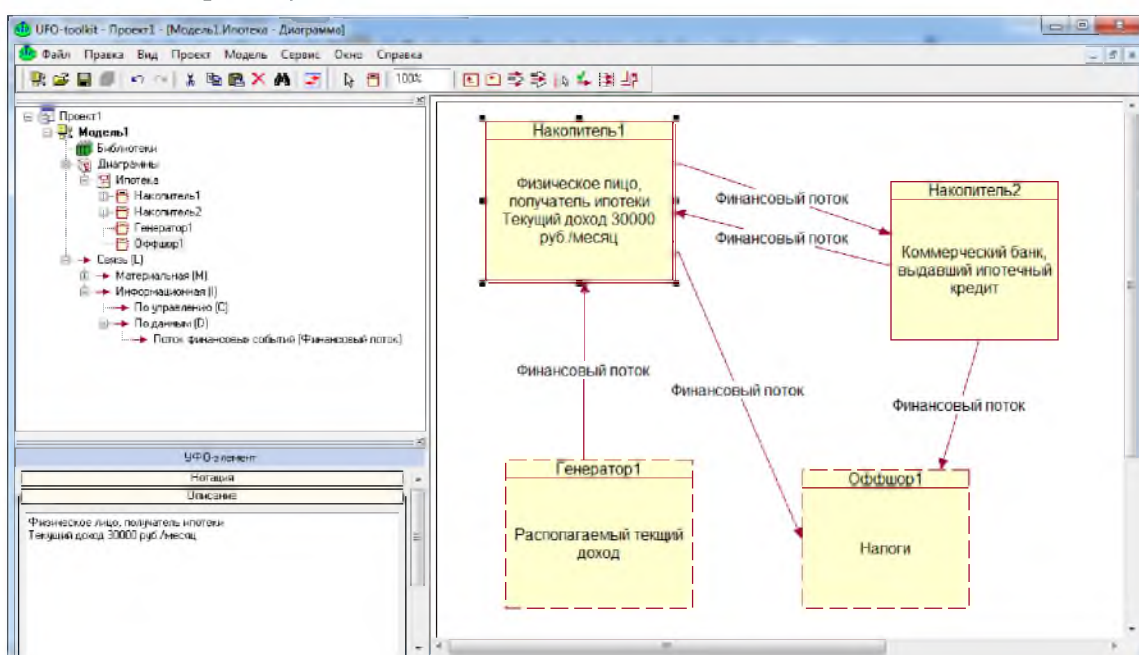 UFO-toolkit - Проект1 - [Модель1.Ипотека - Диаграмма]
Файл Правка Вид Проект Модель Сервис Окно Справка
100%
Проект1
Модель1
Библиотеки
Диаграммы
Ипотека
Накопитель1
Накопитель2
Генератор1
Оффшор1
Связь (L)
Материальная (M)
Информационная (I)
По управлению (C)
По данным (D)
Поток финансовых событий [Финансовый поток]
УФО-элемент
Нотация
Описание
Физическое лицо, получатель ипотеки
Текущий доход 30000 руб./месяц
Накопитель1
Физическое лицо,
получатель ипотеки
Текущий доход 30000
руб./месяц
Финансовый поток
Финансовый поток
Накопитель2
Коммерческий банк,
выдавший ипотечный
кредит
Финансовый поток
Финансовый поток
Финансовый поток
Генератор1
Располагаемый текщий
доход
Оффшор1
Налоги